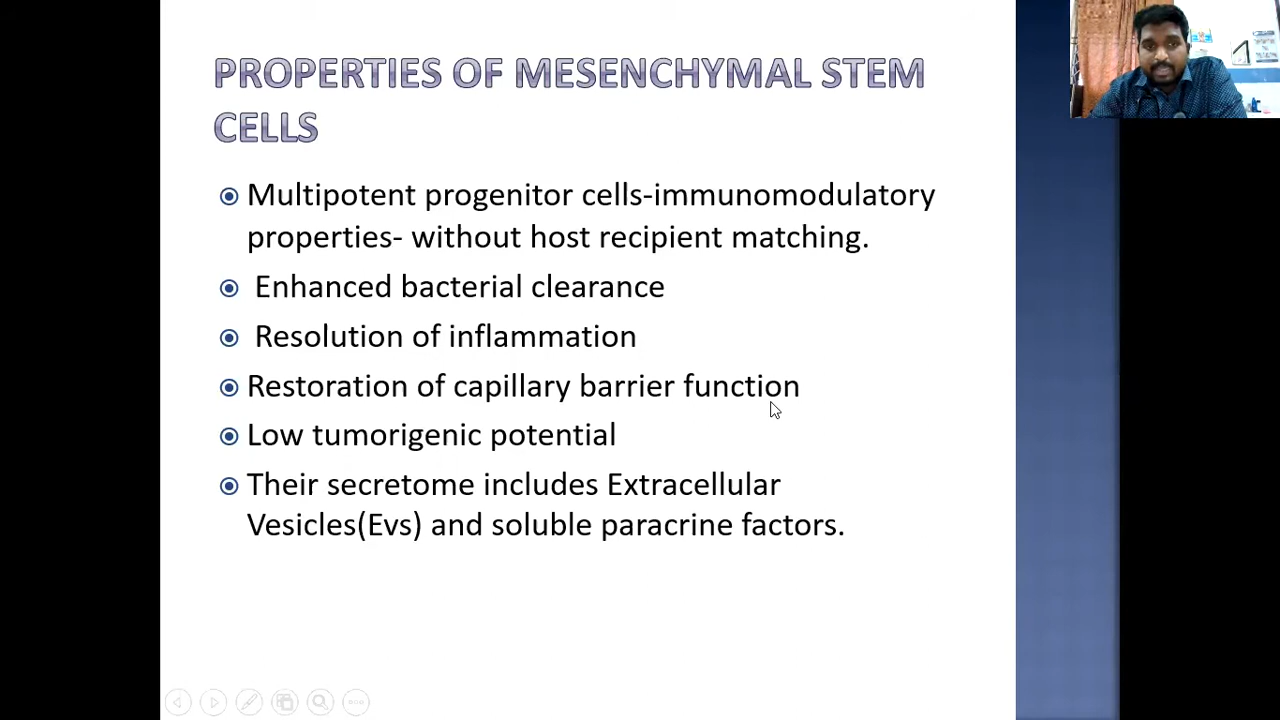 PROPERTIES OF MESENCHYMAL STEM
CELLS
Multipotent progenitor cells-immunomodulatory
properties- without host recipient matching.
Enhanced bacterial clearance
Resolution of inflammation
Restoration of capillary barrier function
Low tumorigenic potential
Their secretome includes Extracellular
Vesicles(Evs) and soluble paracrine factors.